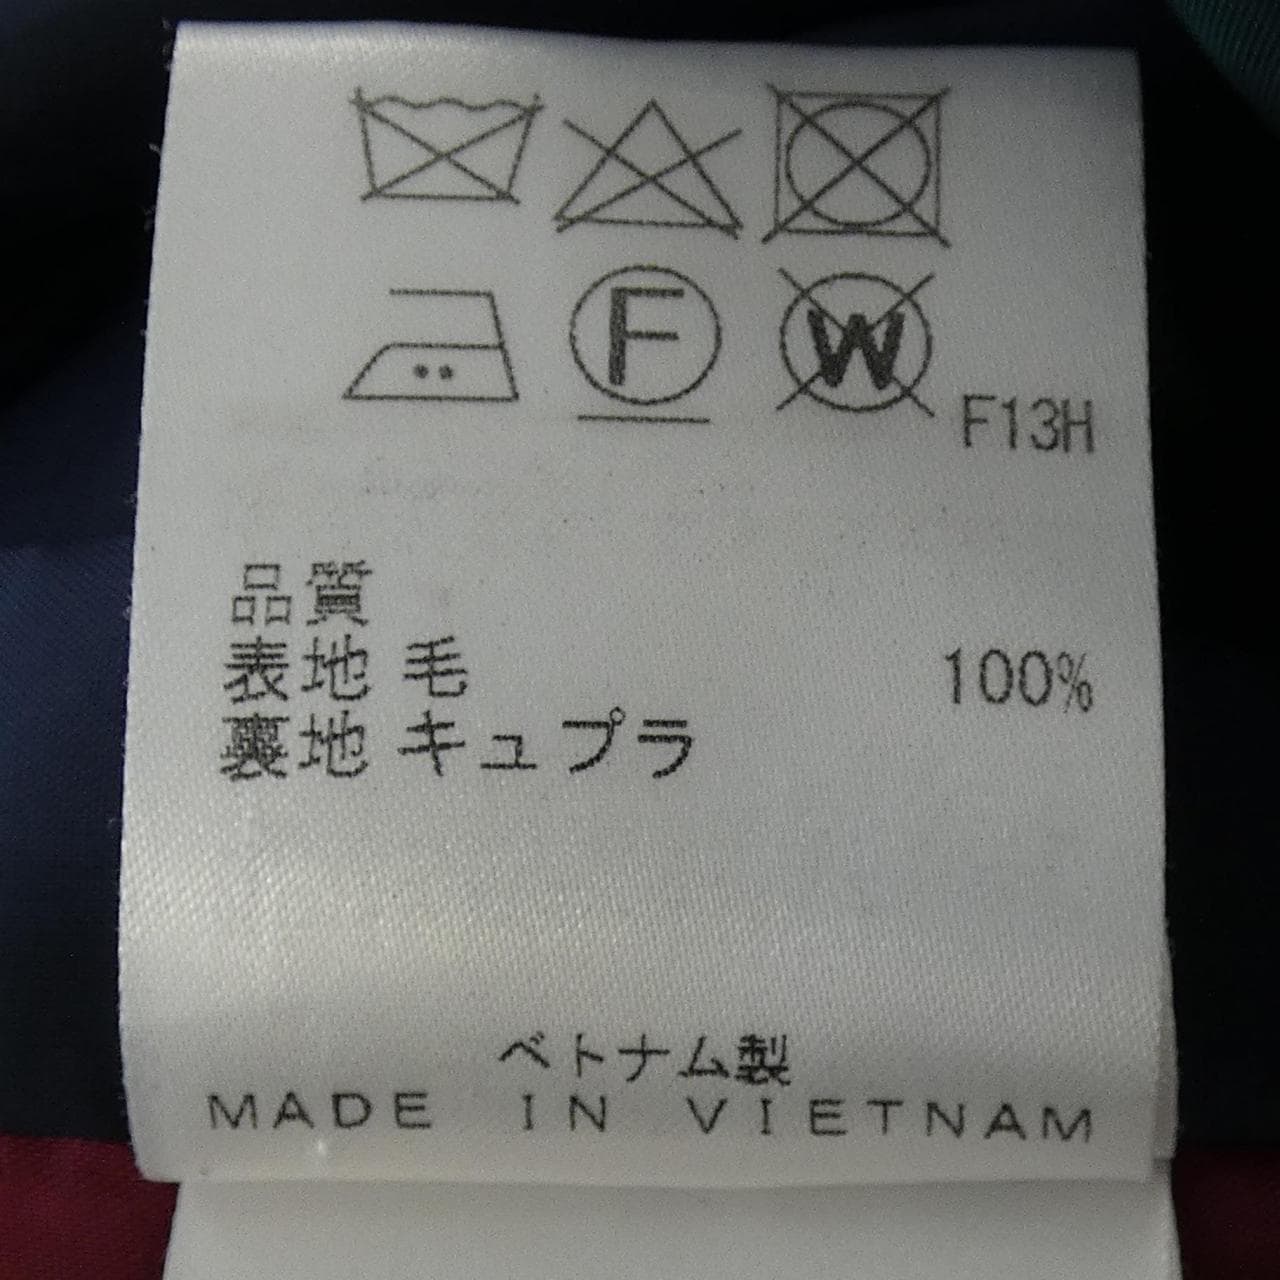 F
W
F13H
品質
表地 毛 100%
裏地 キュプラ
ベトナム製
MADE IN VIETNAM